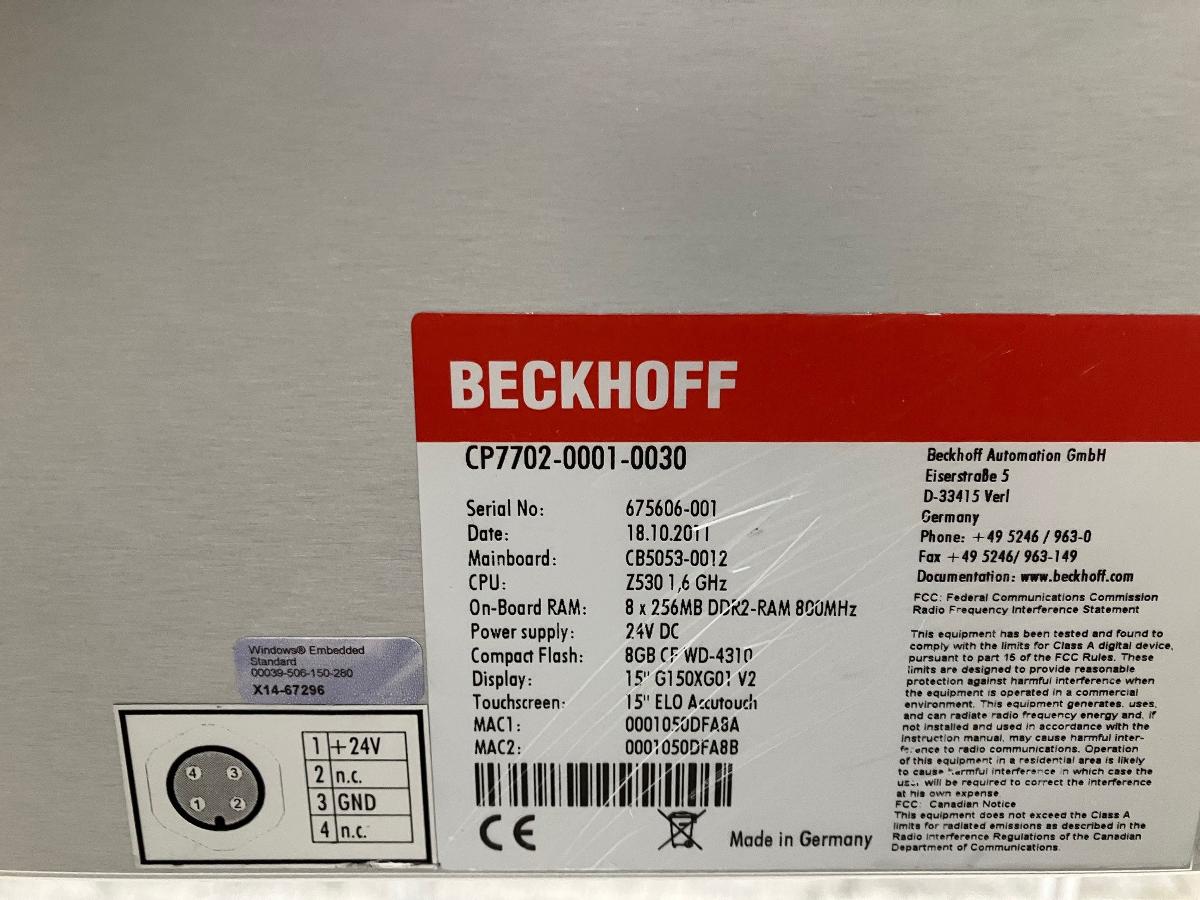 BECKHOFF
CP7702-0001-0030
Serial No: 675606-001
Date: 18.10.2011
Mainboard: CB5053-0012
CPU: Z530 1,6 GHz
On-Board RAM: 8 x 256MB DDR2-RAM 800MHz
Power supply: 24V DC
Compact Flash: 8GB CF WD-4310
Display: 15" G150XG01 V2
Touchscreen: 15" ELO Accutouch
MAC1: 0001050DFA8A
MAC2: 0001050DFA8B
Made in Germany
Beckhoff Automation GmbH
Eiserstraße 5
D-33415 Verl
Germany
Phone: +49 5246 / 963-0
Fax +49 5246/ 963-149
Documentation: www.beckhoff.com
FCC: Federal Communications Commission
Radio Frequency Interference Statement
This equipment has been tested and found to
comply with the limits for Class A digital device,
pursuant to part 15 of the FCC Rules. These
limits are designed to provide reasonable
protection against harmful interference when
the equipment is operated in a commercial
environment. This equipment generates, uses,
and can radiate radio frequency energy and, if
not installed and used in accordance with the
instruction manual, may cause harmful inter-
ference to radio communications. Operation
of this equipment in a residential area is likely
to cause harmful interference in which case the
user will be required to correct the interference
at his own expense
FCC: Canadian Notice
This equipment does not exceed the Class A
limits for radiated emissions as described in the
Radio Interference Regulations of the Canadian
Department of Communications.
Windows® Embedded
Standard
00039-506-150-280
X14-67296
4 3
1 2
1 +24V
2 n.c.
3 GND
4 n.c.
CE